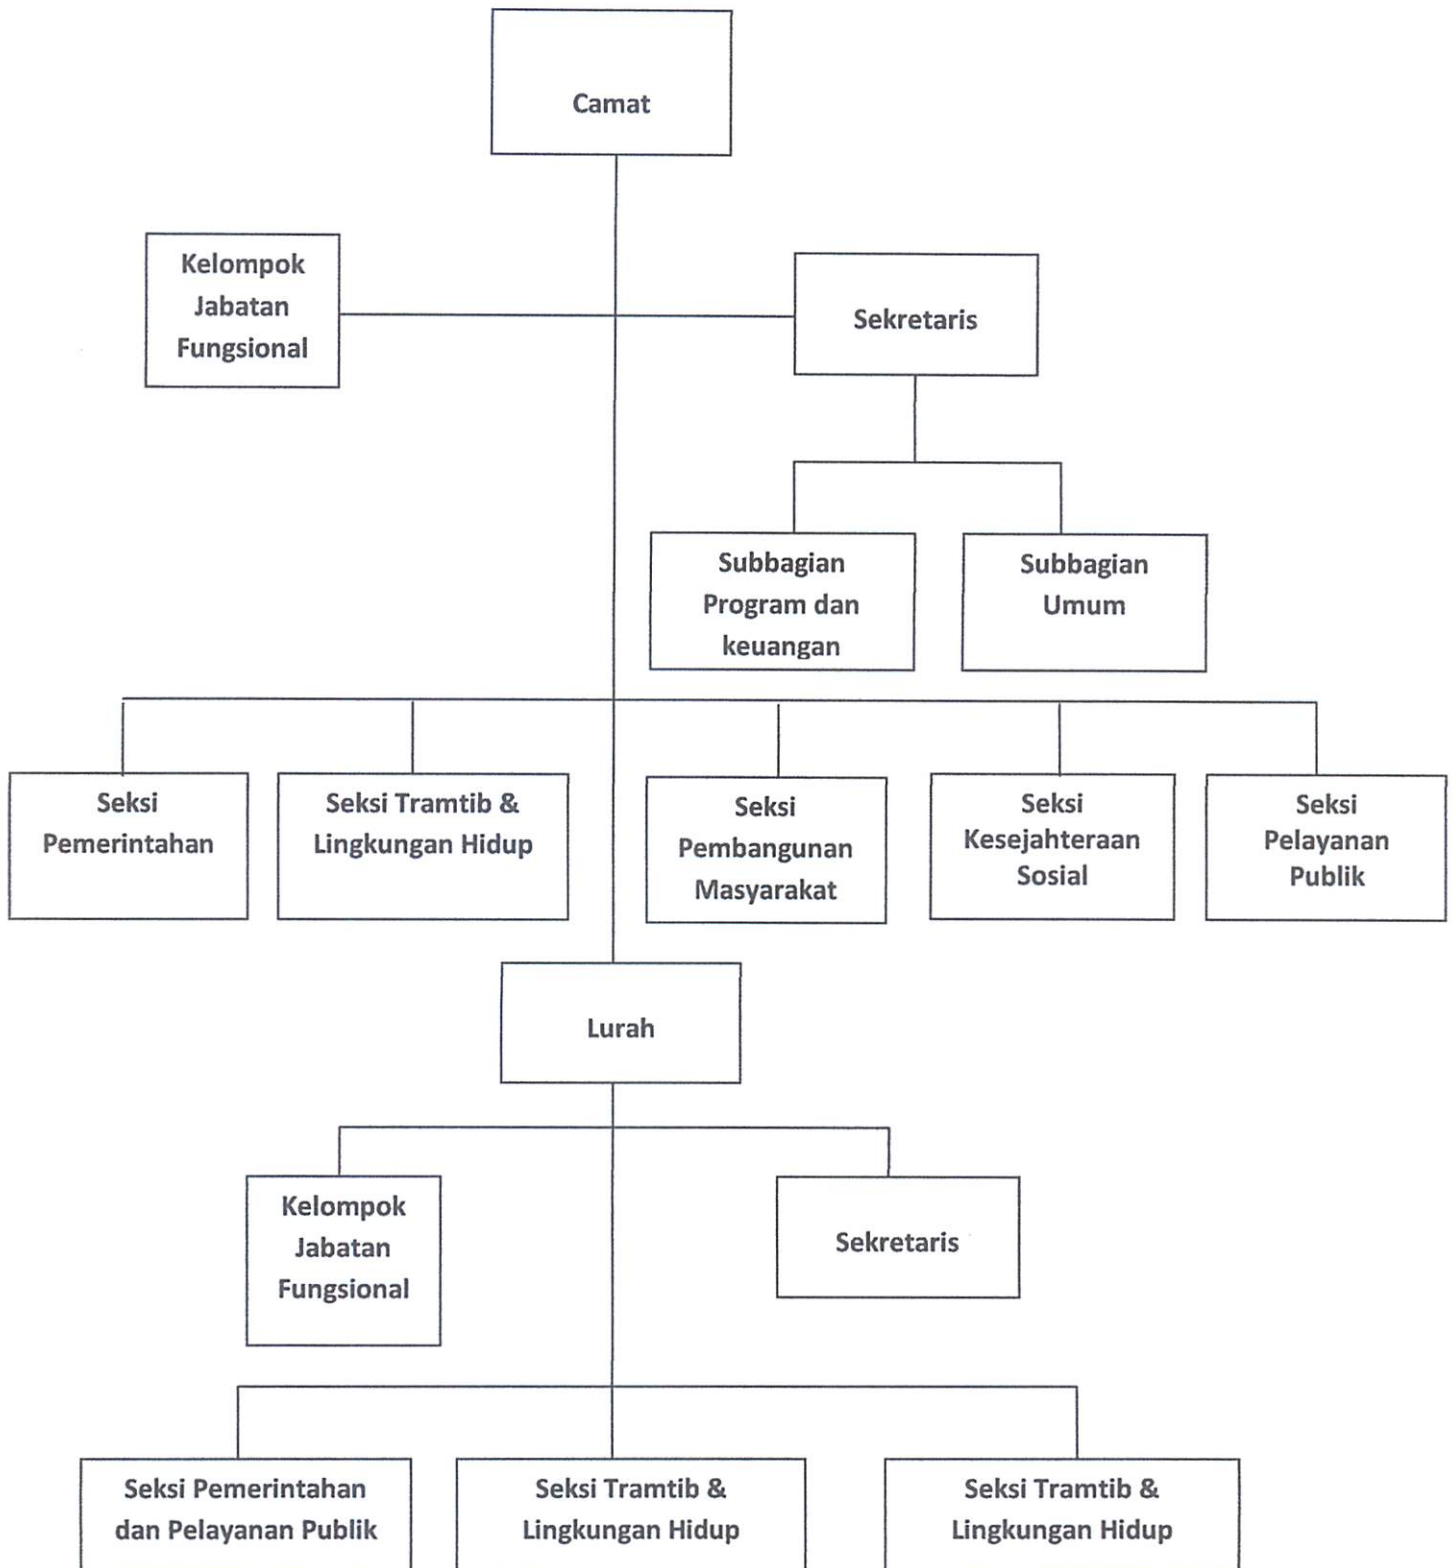 Camat
Kelompok
Jabatan
Fungsional
Sekretaris
Subbagian
Program dan
keuangan
Subbagian
Umum
Seksi
Pemerintahan
Seksi Tramtib &
Lingkungan Hidup
Seksi
Pembangunan
Masyarakat
Seksi
Kesejahteraan
Sosial
Seksi
Pelayanan
Publik
Lurah
Kelompok
Jabatan
Fungsional
Sekretaris
Seksi Pemerintahan
dan Pelayanan Publik
Seksi Tramtib &
Lingkungan Hidup
Seksi Tramtib &
Lingkungan Hidup